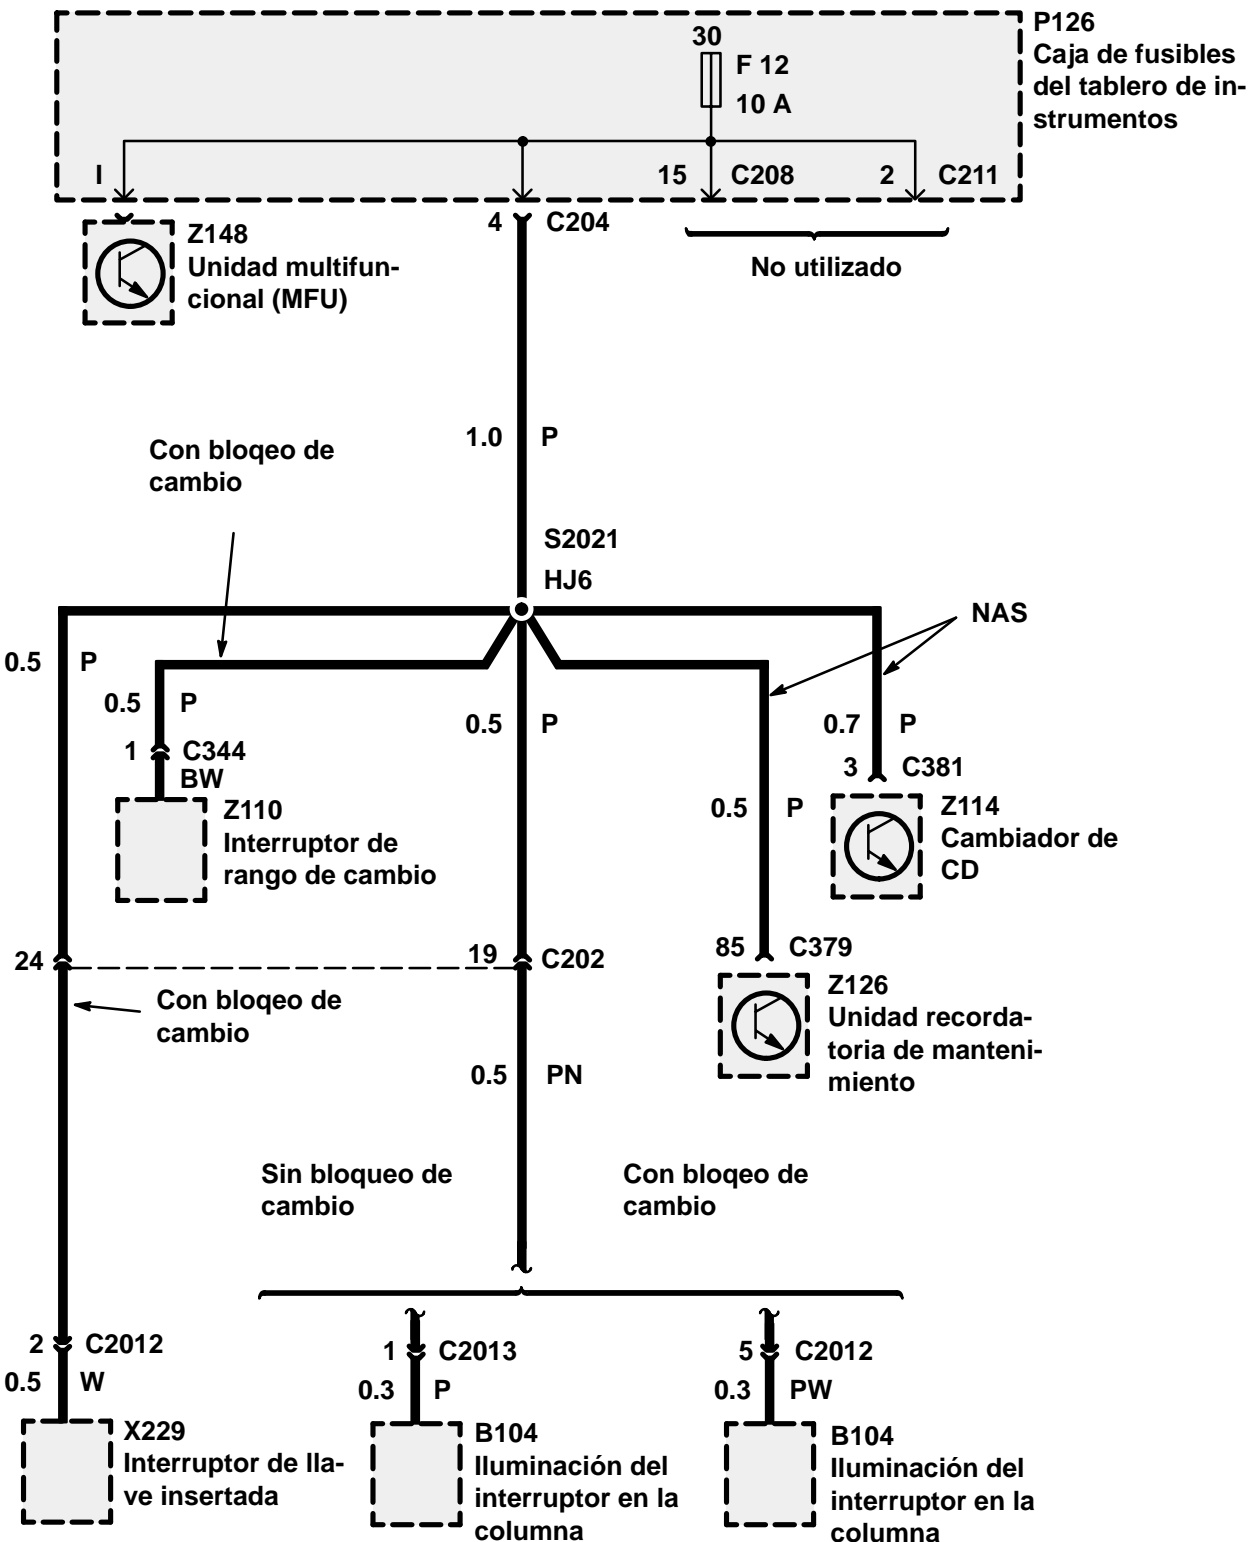 P126
30
Caja de fusibles
F 12
del tablero de in-
10 A
strumentos
I
15
C208
2
C211
4
C204
Z148
Unidad multifun-
cional (MFU)
No utilizado
1.0
P
Con bloqeo de
cambio
S2021
HJ6
NAS
0.5
P
0.5
P
0.5
P
0.7
P
1
C344
BW
3
C381
Z110
Interruptor de
rango de cambio
0.5
P
Z114
Cambiador de
CD
24
19
C202
85
C379
Con bloqeo de
cambio
Z126
Unidad recorda-
toria de manteni-
miento
0.5
PN
Sin bloqueo de
cambio
Con bloqeo de
cambio
2
C2012
1
C2013
5
C2012
0.5
W
0.3
P
0.3
PW
X229
Interruptor de lla-
ve insertada
B104
Iluminación del
interruptor en la
columna
B104
Iluminación del
interruptor en la
columna